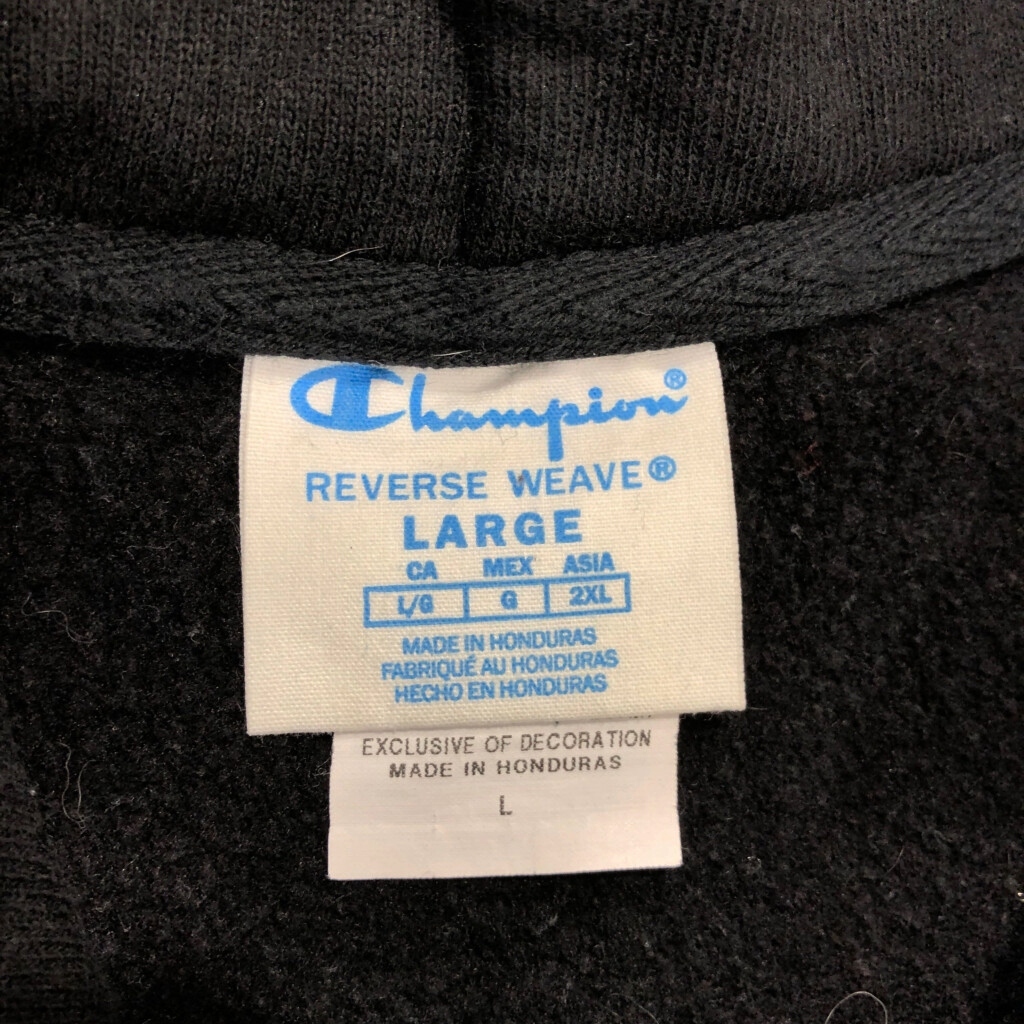 Champion®
REVERSE WEAVE®
LARGE
CA MEX ASIA
L/G G 2XL
MADE IN HONDURAS
FABRIQUÉ AU HONDURAS
HECHO EN HONDURAS
EXCLUSIVE OF DECORATION
MADE IN HONDURAS
L